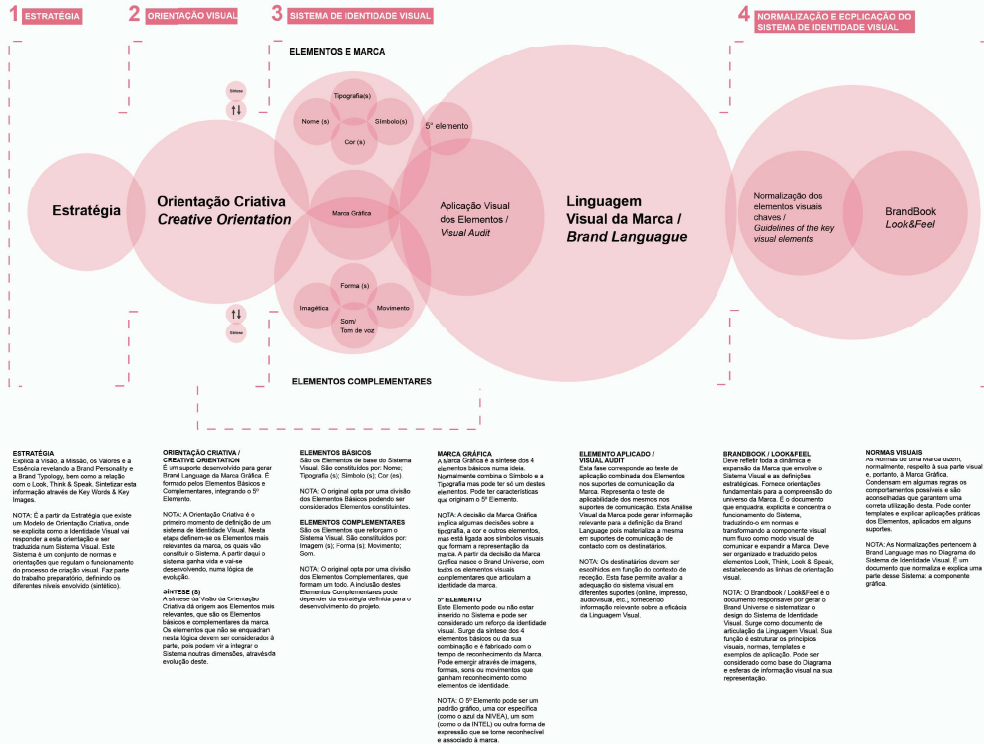 1 ESTRATÉGIA
2 ORIENTAÇÃO VISUAL
3 SISTEMA DE IDENTIDADE VISUAL
4 NORMALIZAÇÃO E ECPLICAÇÃO DO
SISTEMA DE IDENTIDADE VISUAL
ELEMENTOS E MARCA
Síntese
Tipografia(s)
Nome (s)
Símbolo(s)
Cor (s)
5º elemento
Estratégia
Orientação Criativa
Creative Orientation
Marca Gráfica
Aplicação Visual
dos Elementos /
Visual Audit
Linguagem
Visual da Marca /
Brand Languague
Normalização dos
elementos visuais
chaves /
Guidelines of the key
visual elements
BrandBook
Look&Feel
Forma (s)
Imagética
Movimento
Som/
Tom de voz
Síntese
ELEMENTOS COMPLEMENTARES
ESTRATÉGIA
Explica a Visão, a Missão, os Valores e a
Essência revelando a Brand Personality e
a Brand Typology, bem como a relação
com o Look, Think & Speak. Sintetizar esta
informação através de Key Words & Key
Images.
NOTA: É a partir da Estratégia que existe
um Modelo de Orientação Criativa, onde
se explicita como a Identidade Visual vai
responder a esta orientação e ser
traduzida num Sistema Visual. Este
Sistema é um conjunto de normas e
orientações que regulam o funcionamento
do processo de criação visual. Faz parte
do trabalho preparatório, definindo os
diferentes níveis envolvido (sintético).
ORIENTAÇÃO CRIATIVA /
CREATIVE ORIENTATION
É um suporte desenvolvido para gerar
Brand Language da Marca Gráfica. É
formado pelos Elementos Básicos e
Complementares, integrando o 5º
Elemento.
NOTA: A Orientação Criativa é o
primeiro momento de definição de um
sistema de Identidade Visual. Nesta
etapa definem-se os Elementos mais
relevantes da marca, os quais vão
constituir o Sistema. A partir daqui o
sistema ganha vida e vai-se
desenvolvendo, numa lógica de
evolução.
SÍNTESE (S)
A síntese da Visão da Orientação
Criativa dá origem aos Elementos mais
relevantes, que são os Elementos
básicos e complementares da marca
Os elementos que não se enquadran
nesta lógica devem ser considerados à
parte, pois podem vir a integrar o
Sistema noutras dimensões, atravésda
evolução deste.
ELEMENTOS BÁSICOS
São os Elementos de base do Sistema
Visual. São constituídos por: Nome;
Tipografia (s); Símbolo (s); Cor (es).
NOTA: O original opta por uma divisão
dos Elementos Básicos podendo ser
considerados Elementos constituintes.
ELEMENTOS COMPLEMENTARES
São os Elementos que reforçam o
Sistema Visual. São constituídos por:
Imagem (s); Forma (s); Movimento;
Som.
NOTA: O original opta por uma divisão
dos Elementos Complementares, que
formam um todo. A inclusão destes
Elementos Complementares pode
depender da estratégia definida para o
desenvolvimento do projeto.
MARCA GRÁFICA
A Marca Gráfica é a síntese dos 4
elementos básicos numa ideia.
Normalmente combina o Símbolo e a
Tipografia mas pode ter só um destes
elementos. Pode ter características
que originam o 5º Elemento.
NOTA: A decisão da Marca Gráfica
implica algumas decisões sobre a
tipografia, a cor e outros elementos,
mas está ligada aos símbolos visuais
que formam a representação da
marca. A partir da decisão da Marca
Gráfica nasce o Brand Universe, com
todos os elementos visuais
complementares que articulam a
identidade da marca.
5º ELEMENTO
Este Elemento pode ou não estar
inserido no Sistema e pode ser
considerado um reforço da identidade
visual. Surge da síntese dos 4
elementos básicos ou da sua
combinação e é fabricado com o
tempo de reconhecimento da Marca.
Pode emergir através de imagens,
formas, sons ou movimentos que
ganham reconhecimento como
elementos de identidade.
NOTA: O 5º Elemento pode ser um
padrão gráfico, uma cor específica
(como o azul da NIVEA), um som
(como o da INTEL) ou outra forma de
expressão que se torne reconhecível
e associado à marca.
ELEMENTO APLICADO /
VISUAL AUDIT
Esta fase corresponde ao teste de
aplicação combinada dos Elementos
nos suportes de comunicação da
Marca. Representa o teste de
aplicabilidade dos mesmos nos
suportes de comunicação. Esta Análise
Visual da Marca pode gerar informação
relevante para a definição da Brand
Language pois materializa a mesma
em suportes de comunicação de
contacto com os destinatários.
NOTA: Os destinatários devem ser
escolhidos em função do contexto de
receção. Esta fase permite avaliar a
adequação do sistema visual em
diferentes suportes (online, impresso,
audiovisual, etc.), fornecendo
informação relevante sobre a eficácia
da Linguagem Visual.
BRANDBOOK / LOOK&FEEL
Deve refletir toda a dinâmica e
expansão da Marca que envolve o
Sistema Visual e as definições
estratégicas. Fornece orientações
fundamentais para a compreensão do
universo da Marca. É o documento
que enquadra, explicita e concentra o
funcionamento do Sistema,
traduzindo-o em normas e
transformando a componente visual
num fluxo como modo visual de
comunicar e expandir a Marca. Deve
ser organizado e traduzido pelos
elementos Look, Think, Look & Speak,
estabelecendo as linhas de orientação
visual.
NOTA: O Brandbook / Look&Feel é o
documento responsável por gerar o
Brand Universe e sistematizar o
design do Sistema de Identidade
Visual. Surge como documento de
articulação da Linguagem Visual. Sua
função é estruturar os princípios
visuais, normas, templates e
exemplos de aplicação. Pode ser
considerado como base do Diagrama
e esferas de informação visual na sua
representação.
NORMAS VISUAIS
As Normas de uma Marca dizem,
normalmente, respeito à sua parte visual
e, portanto, à Marca Gráfica.
Condensam em algumas regras os
comportamentos possíveis e são
aconselhadas que garantem uma
correta utilização desta. Pode conter
templates e explicar aplicações práticas
dos Elementos, aplicados em alguns
suportes.
NOTA: As Normalizações pertencem à
Brand Language mas no Diagrama do
Sistema de Identidade Visual. É um
documento que normaliza e explica uma
parte desse Sistema: a componente
gráfica.